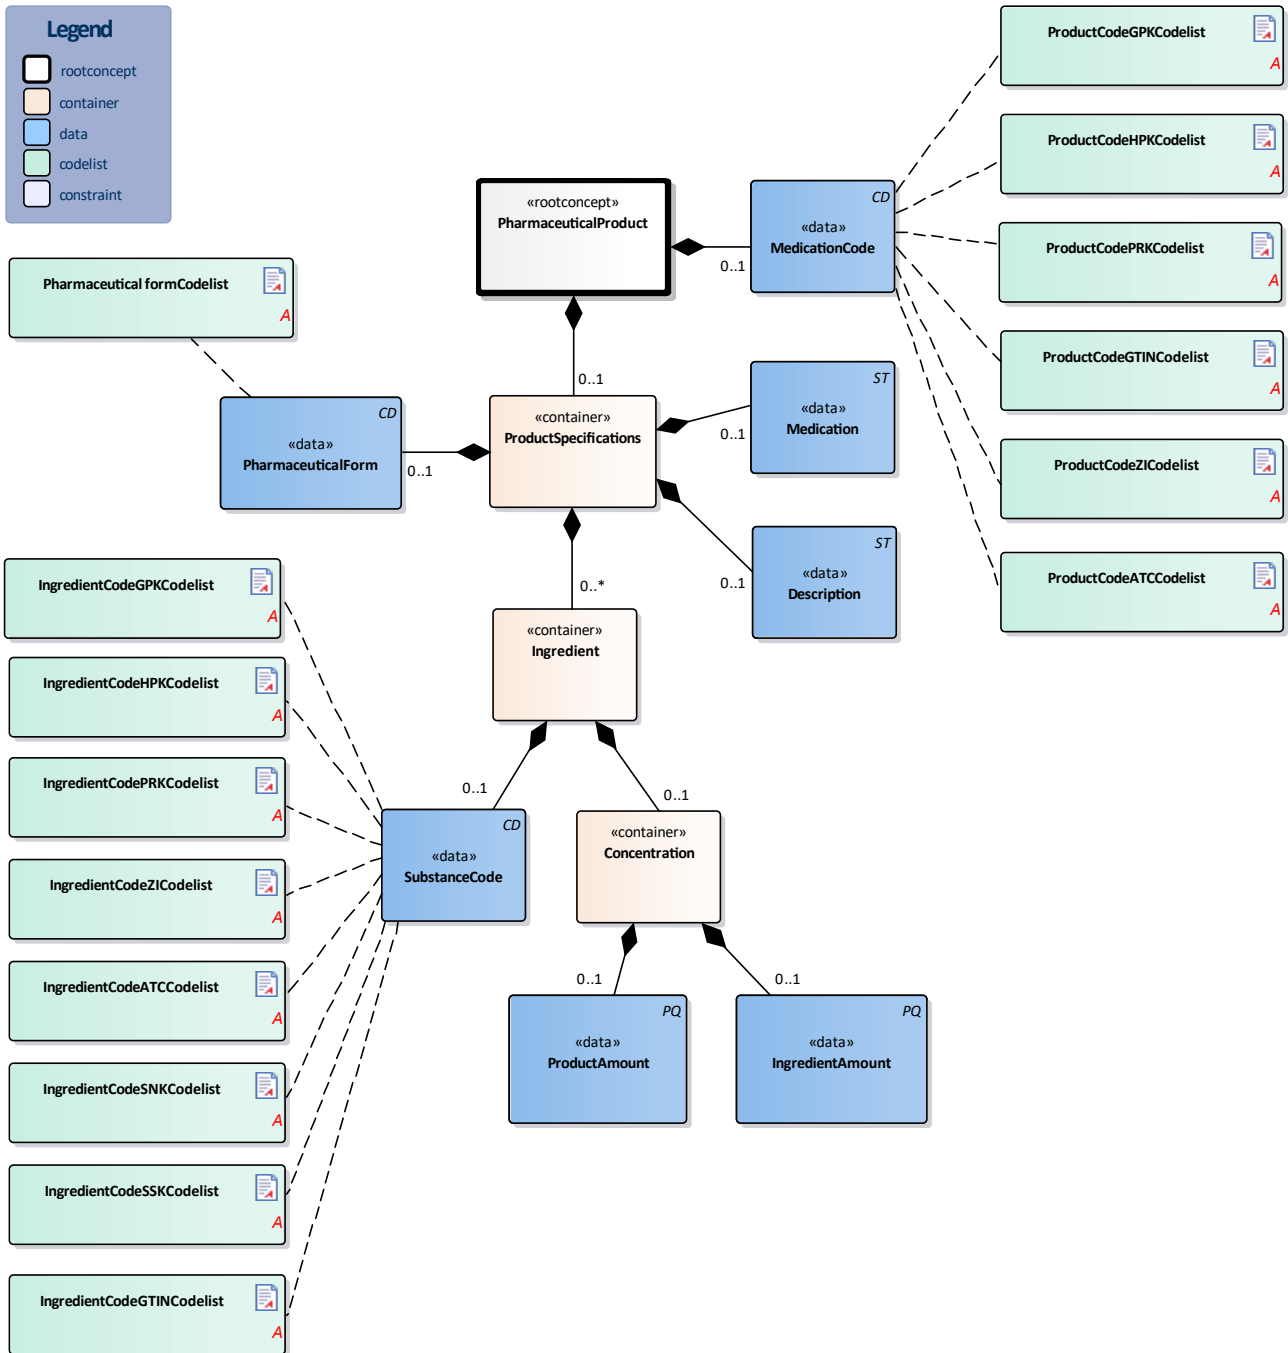 Legend
rootconcept
container
data
codelist
constraint
ProductCodeGPKCodelist
A
ProductCodeHPKCodelist
A
«rootconcept»
PharmaceuticalProduct
0..1
CD
«data»
MedicationCode
ProductCodePRKCodelist
A
Pharmaceutical formCodelist
A
ProductCodeGTINCodelist
A
0..1
CD
«data»
PharmaceuticalForm
0..1
«container»
ProductSpecifications
0..1
ST
«data»
Medication
ProductCodeZICodelist
A
0..1
ST
«data»
Description
ProductCodeATCCodelist
A
0..*
«container»
Ingredient
IngredientCodeGPKCodelist
A
IngredientCodeHPKCodelist
A
IngredientCodePRKCodelist
A
0..1
0..1
CD
«data»
SubstanceCode
«container»
Concentration
IngredientCodeZICodelist
A
IngredientCodeATCCodelist
A
0..1
0..1
PQ
«data»
ProductAmount
PQ
«data»
IngredientAmount
IngredientCodeSNKCodelist
A
IngredientCodeSSKCodelist
A
IngredientCodeGTINCodelist
A